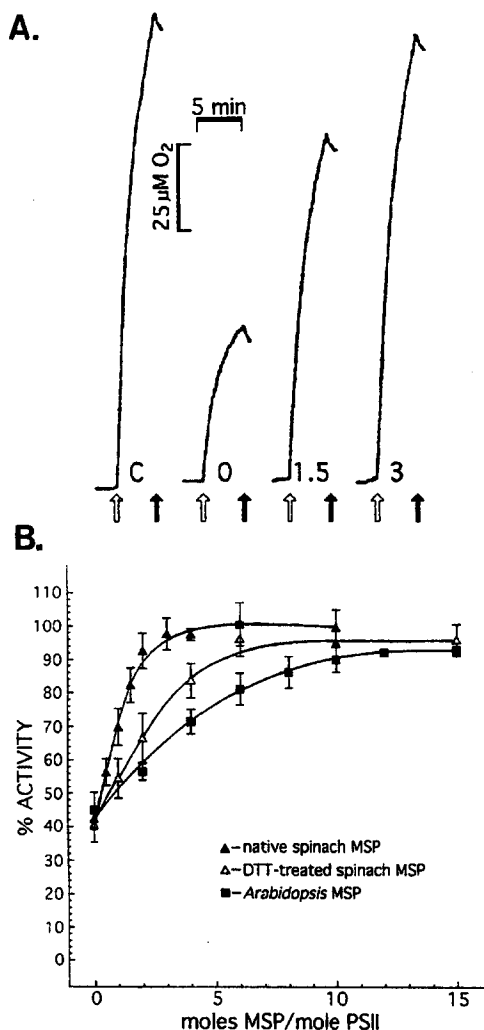 A.
5 min
25 μM O2
C 0 1.5 3
B.
110
100
90
80
70
60
50
40
30
20
10
0
% ACTIVITY
native spinach MSP
DTT-treated spinach MSP
Arabidopsis MSP
0 5 10 15
moles MSP/mole PSII